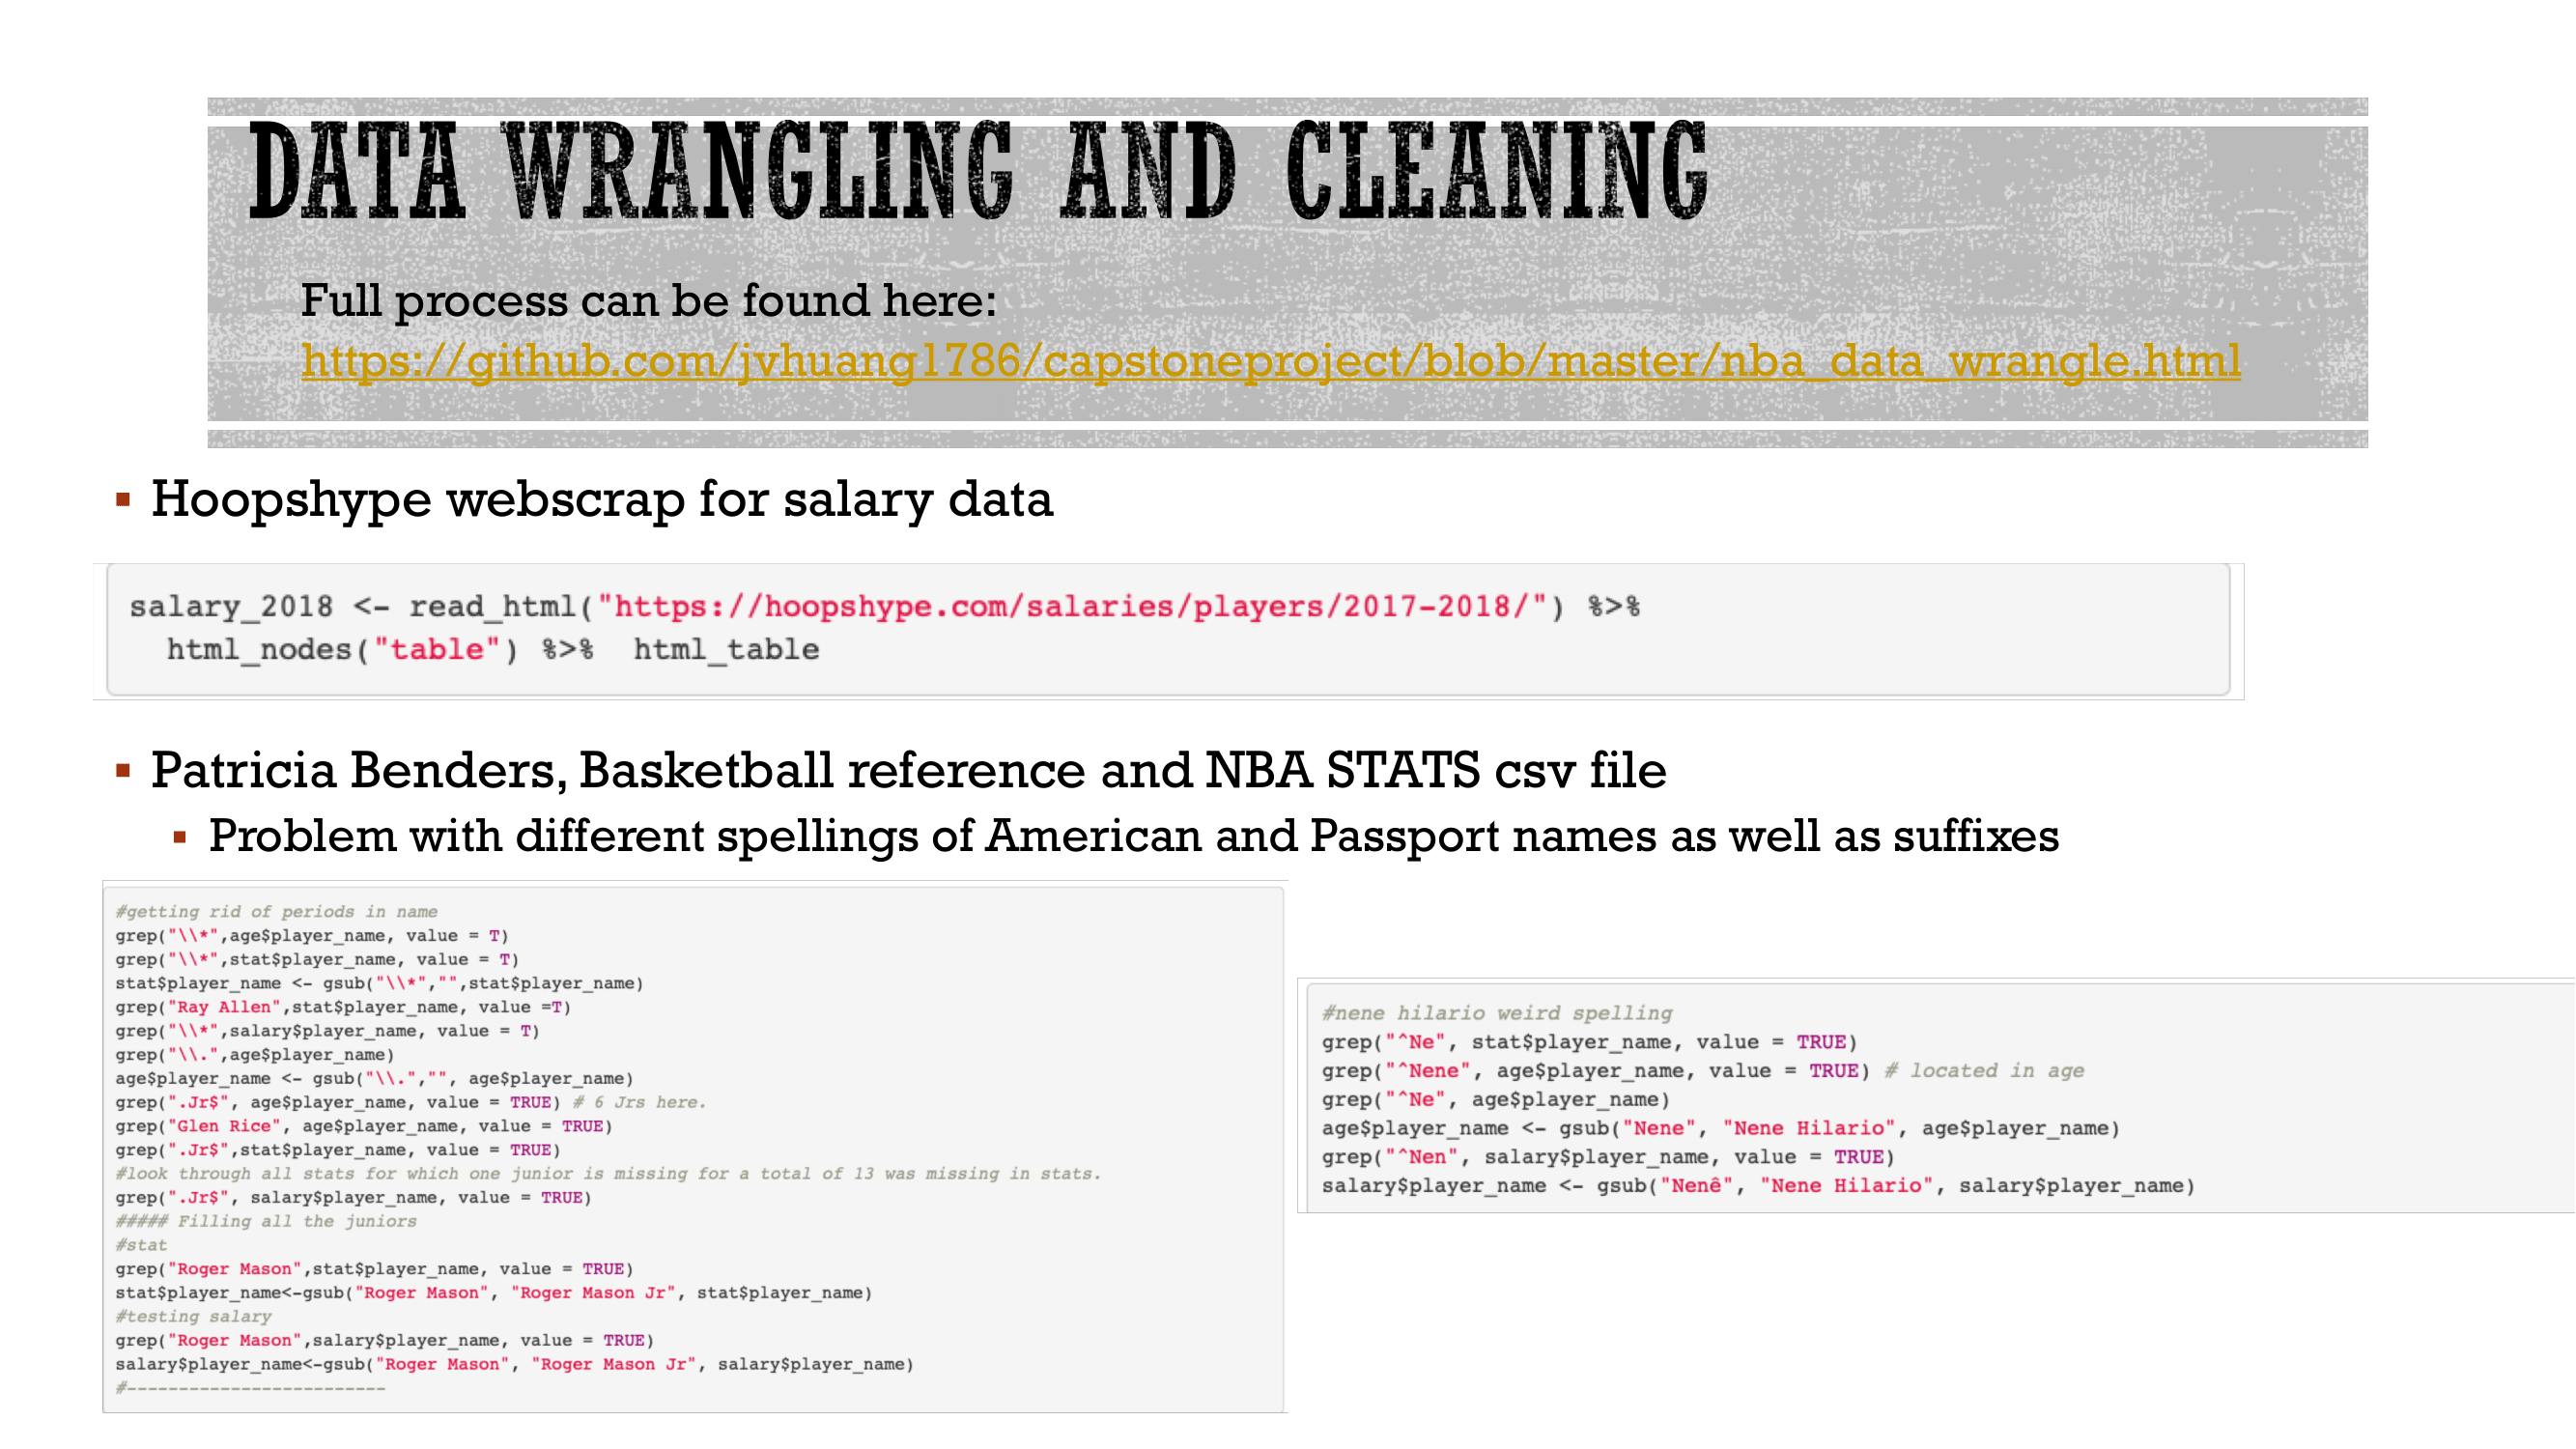 DATA WRANGLING AND CLEANING
Full process can be found here:
https://github.com/jvhuang1786/capstoneproject/blob/master/nba_data_wrangle.html
▪ Hoopshype webscrap for salary data
salary_2018 <- read_html("https://hoopshype.com/salaries/players/2017-2018/") %>%
  html_nodes("table") %>%  html_table
▪ Patricia Benders, Basketball reference and NBA STATS csv file
▪ Problem with different spellings of American and Passport names as well as suffixes
#getting rid of periods in name
grep("\\*",age$player_name, value = T)
grep("\\*",stat$player_name, value = T)
stat$player_name <- gsub("\\*","",stat$player_name)
grep("Ray Allen",stat$player_name, value =T)
grep("\\*",salary$player_name, value = T)
grep("\\.",age$player_name)
age$player_name <- gsub("\\.","", age$player_name)
grep(".Jr$", age$player_name, value = TRUE) # 6 Jrs here.
grep("Glen Rice", age$player_name, value = TRUE)
grep(".Jr$",stat$player_name, value = TRUE)
#look through all stats for which one junior is missing for a total of 13 was missing in stats.
grep(".Jr$", salary$player_name, value = TRUE)
##### Filling all the juniors
#stat
grep("Roger Mason",stat$player_name, value = TRUE)
stat$player_name<-gsub("Roger Mason", "Roger Mason Jr", stat$player_name)
#testing salary
grep("Roger Mason",salary$player_name, value = TRUE)
salary$player_name<-gsub("Roger Mason", "Roger Mason Jr", salary$player_name)
#-------------------------
#nene hilario weird spelling
grep("^Ne", stat$player_name, value = TRUE)
grep("^Nene", age$player_name, value = TRUE) # located in age
grep("^Ne", age$player_name)
age$player_name <- gsub("Nene", "Nene Hilario", age$player_name)
grep("^Nen", salary$player_name, value = TRUE)
salary$player_name <- gsub("Nenê", "Nene Hilario", salary$player_name)